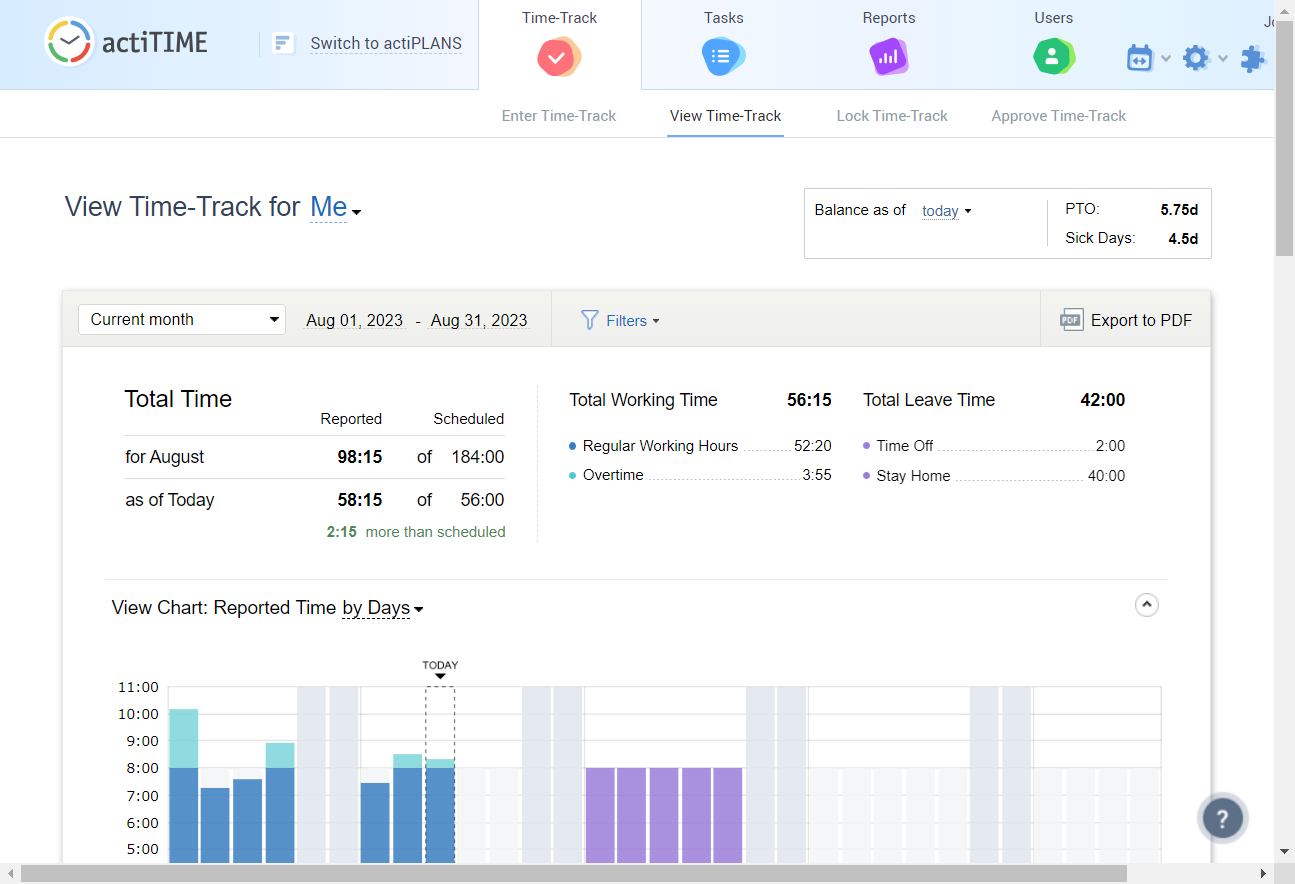 actiTIME
Switch to actiPLANS
Time-Track
Tasks
Reports
Users
Enter Time-Track
View Time-Track
Lock Time-Track
Approve Time-Track
View Time-Track for Me
Balance as of today
PTO: 5.75d
Sick Days: 4.5d
Current month
Aug 01, 2023 - Aug 31, 2023
Filters
PDF Export to PDF
Total Time
Reported Scheduled
for August 98:15 of 184:00
as of Today 58:15 of 56:00
2:15 more than scheduled
Total Working Time 56:15
Regular Working Hours 52:20
Overtime 3:55
Total Leave Time 42:00
Time Off 2:00
Stay Home 40:00
View Chart: Reported Time by Days
TODAY
11:00
10:00
9:00
8:00
7:00
6:00
5:00
?